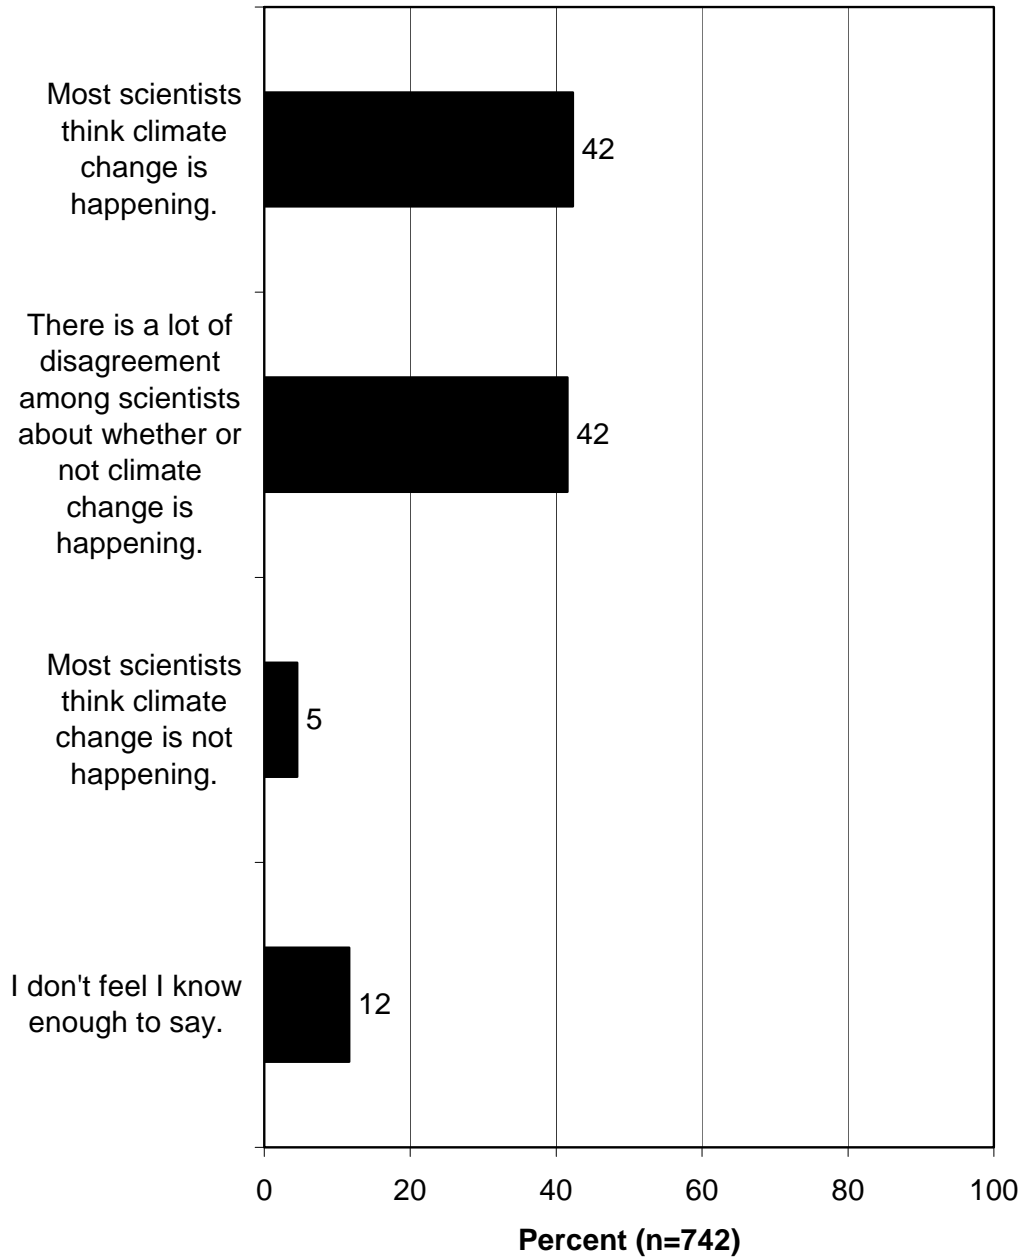 Most scientists
think climate
change is
happening.
42
There is a lot of
disagreement
among scientists
about whether or
not climate
change is
happening.
42
Most scientists
think climate
change is not
happening.
5
I don't feel I know
enough to say.
12
0 20 40 60 80 100
Percent (n=742)